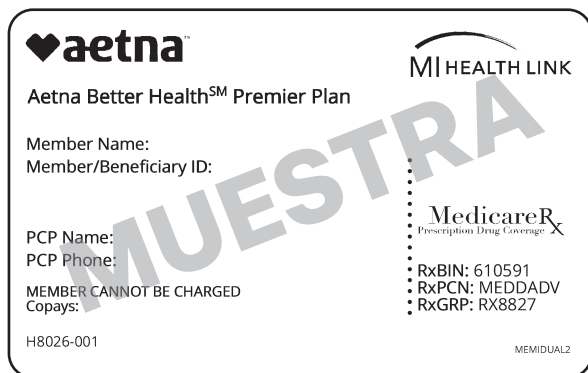 aetna™
MI HEALTH LINK
Aetna Better Health℠ Premier Plan
Member Name:
Member/Beneficiary ID:
MUESTRA
MedicareRx
Prescription Drug Coverage
PCP Name:
PCP Phone:
RxBIN: 610591
RxPCN: MEDDADV
RxGRP: RX8827
MEMBER CANNOT BE CHARGED
Copays:
H8026-001
MEMIDUAL2